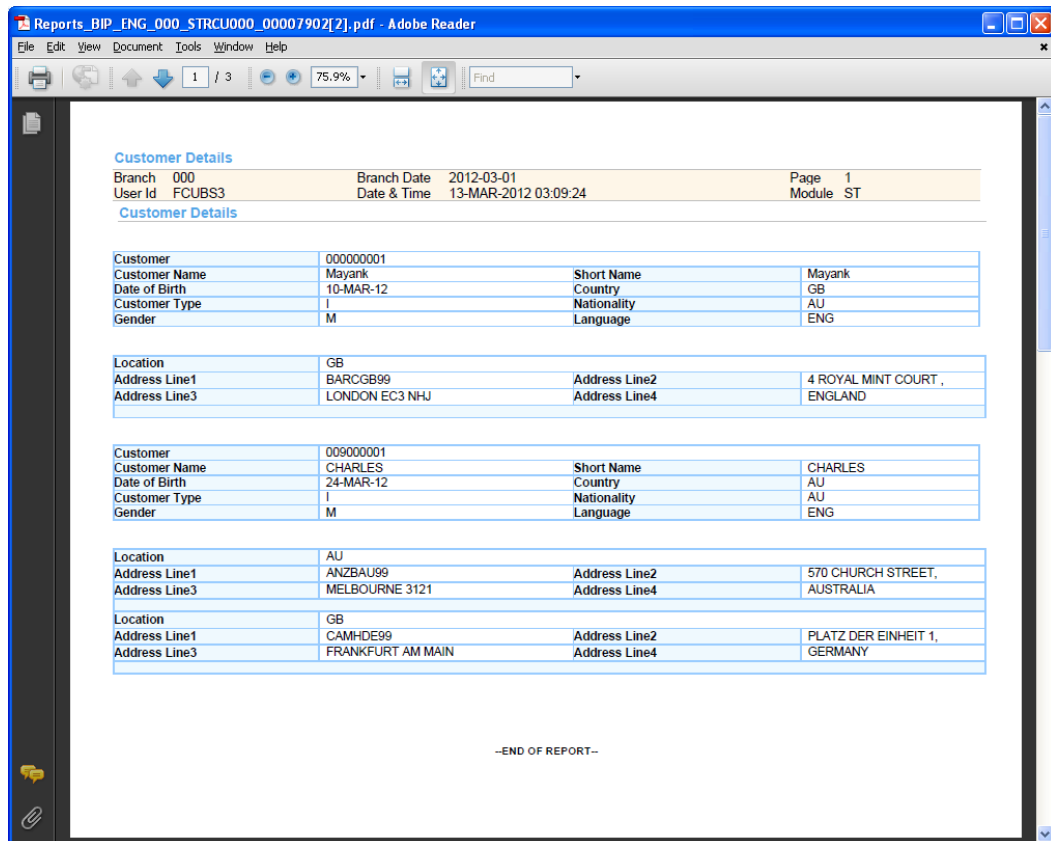 Reports_BIP_ENG_000_STRCU000_00007902[2].pdf - Adobe Reader
File Edit View Document Tools Window Help
1 / 3 75.9% Find
Customer Details
Branch 000 Branch Date 2012-03-01 Page 1
User Id FCUBS3 Date & Time 13-MAR-2012 03:09:24 Module ST
Customer Details
Customer 000000001
Customer Name Mayank Short Name Mayank
Date of Birth 10-MAR-12 Country GB
Customer Type I Nationality AU
Gender M Language ENG
Location GB
Address Line1 BARCGB99 Address Line2 4 ROYAL MINT COURT ,
Address Line3 LONDON EC3 NHJ Address Line4 ENGLAND
Customer 009000001
Customer Name CHARLES Short Name CHARLES
Date of Birth 24-MAR-12 Country AU
Customer Type I Nationality AU
Gender M Language ENG
Location AU
Address Line1 ANZBAU99 Address Line2 570 CHURCH STREET,
Address Line3 MELBOURNE 3121 Address Line4 AUSTRALIA
Location GB
Address Line1 CAMHDE99 Address Line2 PLATZ DER EINHEIT 1,
Address Line3 FRANKFURT AM MAIN Address Line4 GERMANY
--END OF REPORT--